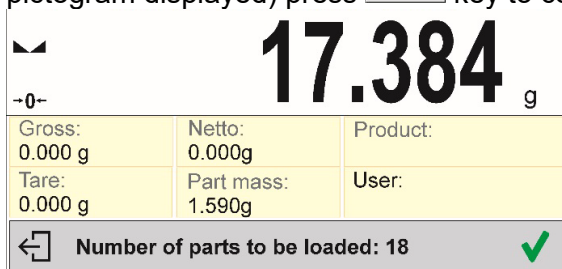 pictogram displayed) press key to co
17.384 g
→0←
Gross: Netto: Product:
0.000 g 0.000g
Tare: Part mass: User:
0.000 g 1.590g
Number of parts to be loaded: 18